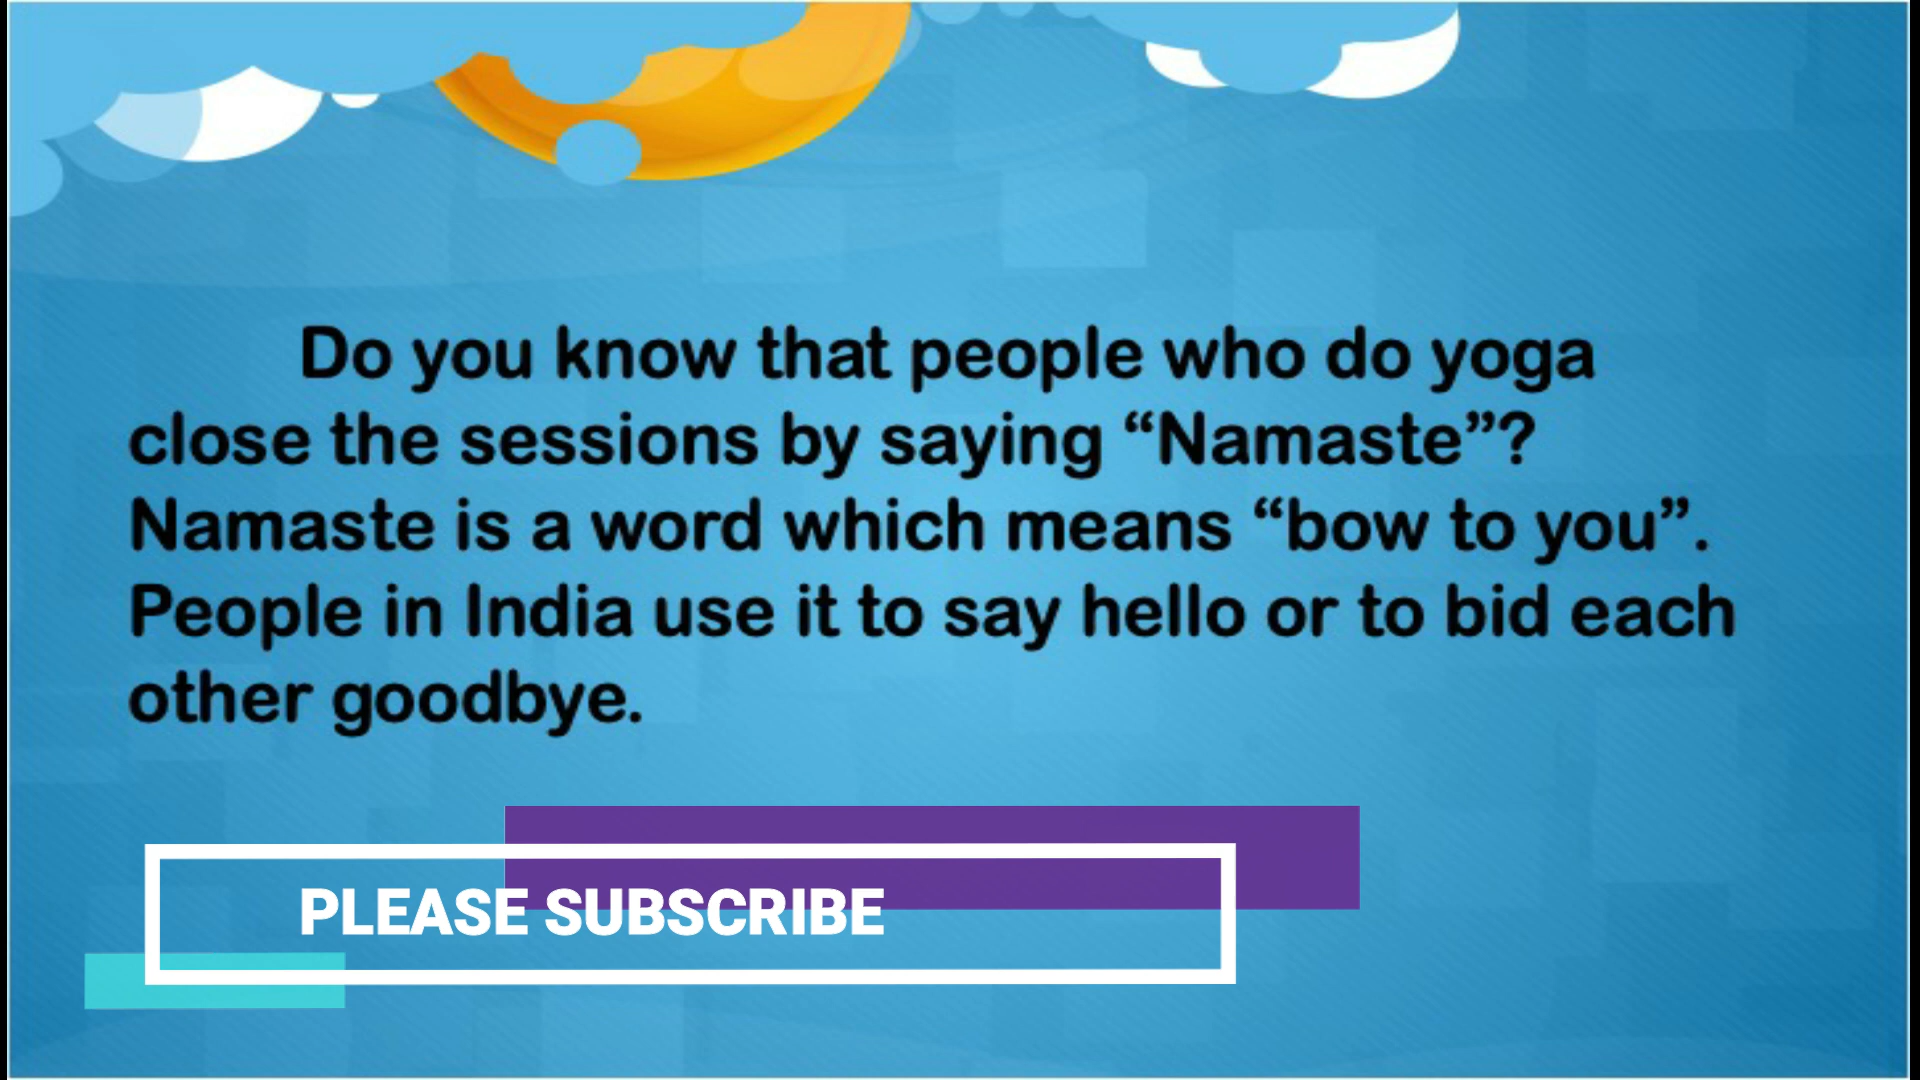 Do you know that people who do yoga
close the sessions by saying “Namaste”?
Namaste is a word which means “bow to you”.
People in India use it to say hello or to bid each
other goodbye.
PLEASE SUBSCRIBE